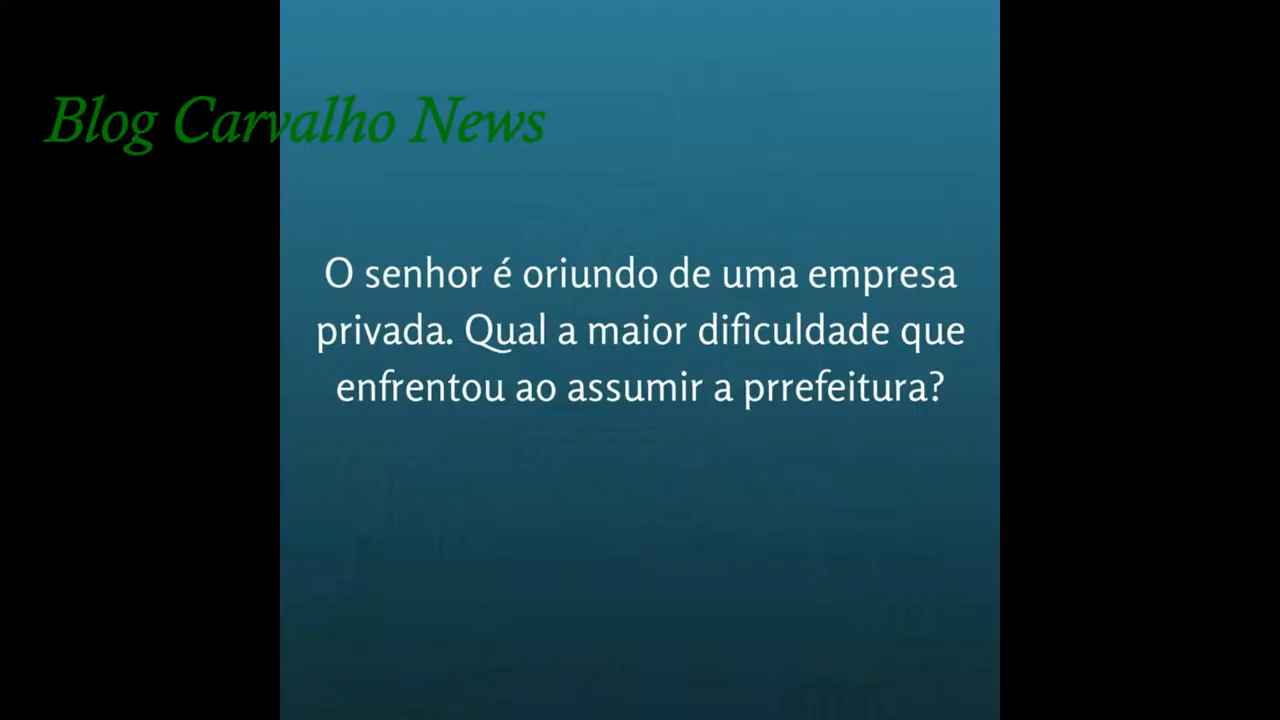 Blog Carvalho News
O senhor é oriundo de uma empresa
privada. Qual a maior dificuldade que
enfrentou ao assumir a prrefeitura?